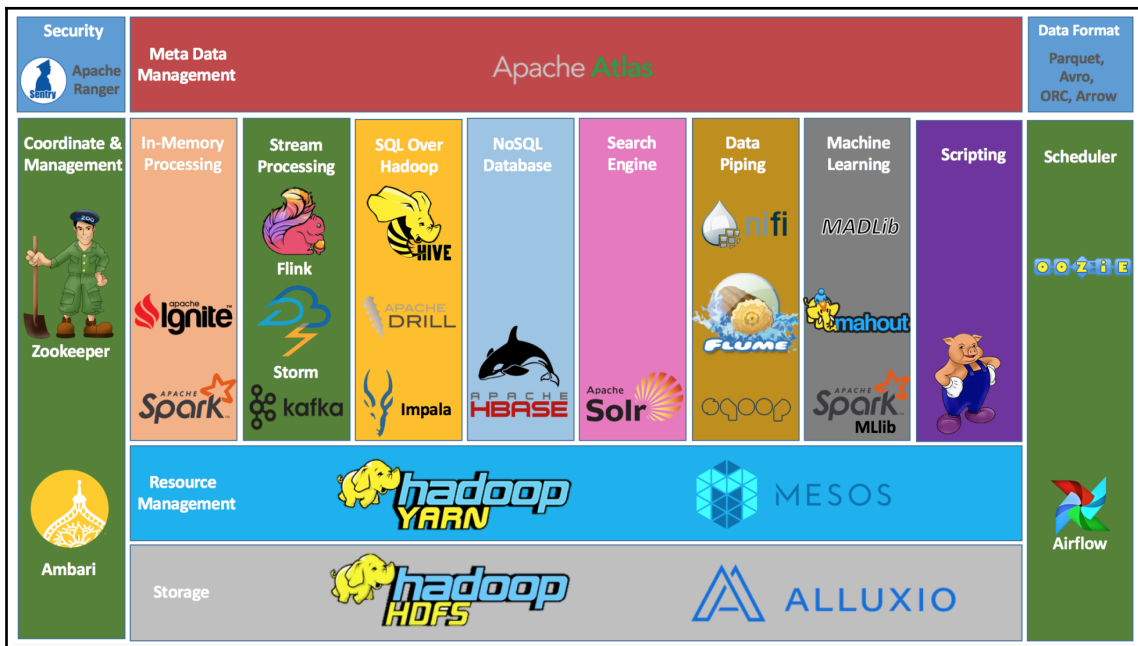 Security
Sentry
Apache
Ranger
Meta Data
Management
Apache Atlas
Data Format
Parquet,
Avro,
ORC, Arrow
Coordinate &
Management
ZOO
Zookeeper
Ambari
In-Memory
Processing
apache
Ignite™
APACHE
Spark™
Stream
Processing
Flink
Storm
kafka
SQL Over
Hadoop
HIVE
APACHE
DRILL
Impala
NoSQL
Database
APACHE
HBASE
Search
Engine
Apache
Solr
Data
Piping
nifi
FLUME
sqoop
Machine
Learning
MADLib
mahout
APACHE
Spark™
MLlib
Scripting
Scheduler
OOZIE
Airflow
Resource
Management
hadoop
YARN
MESOS
Storage
hadoop
HDFS
ALLUXIO